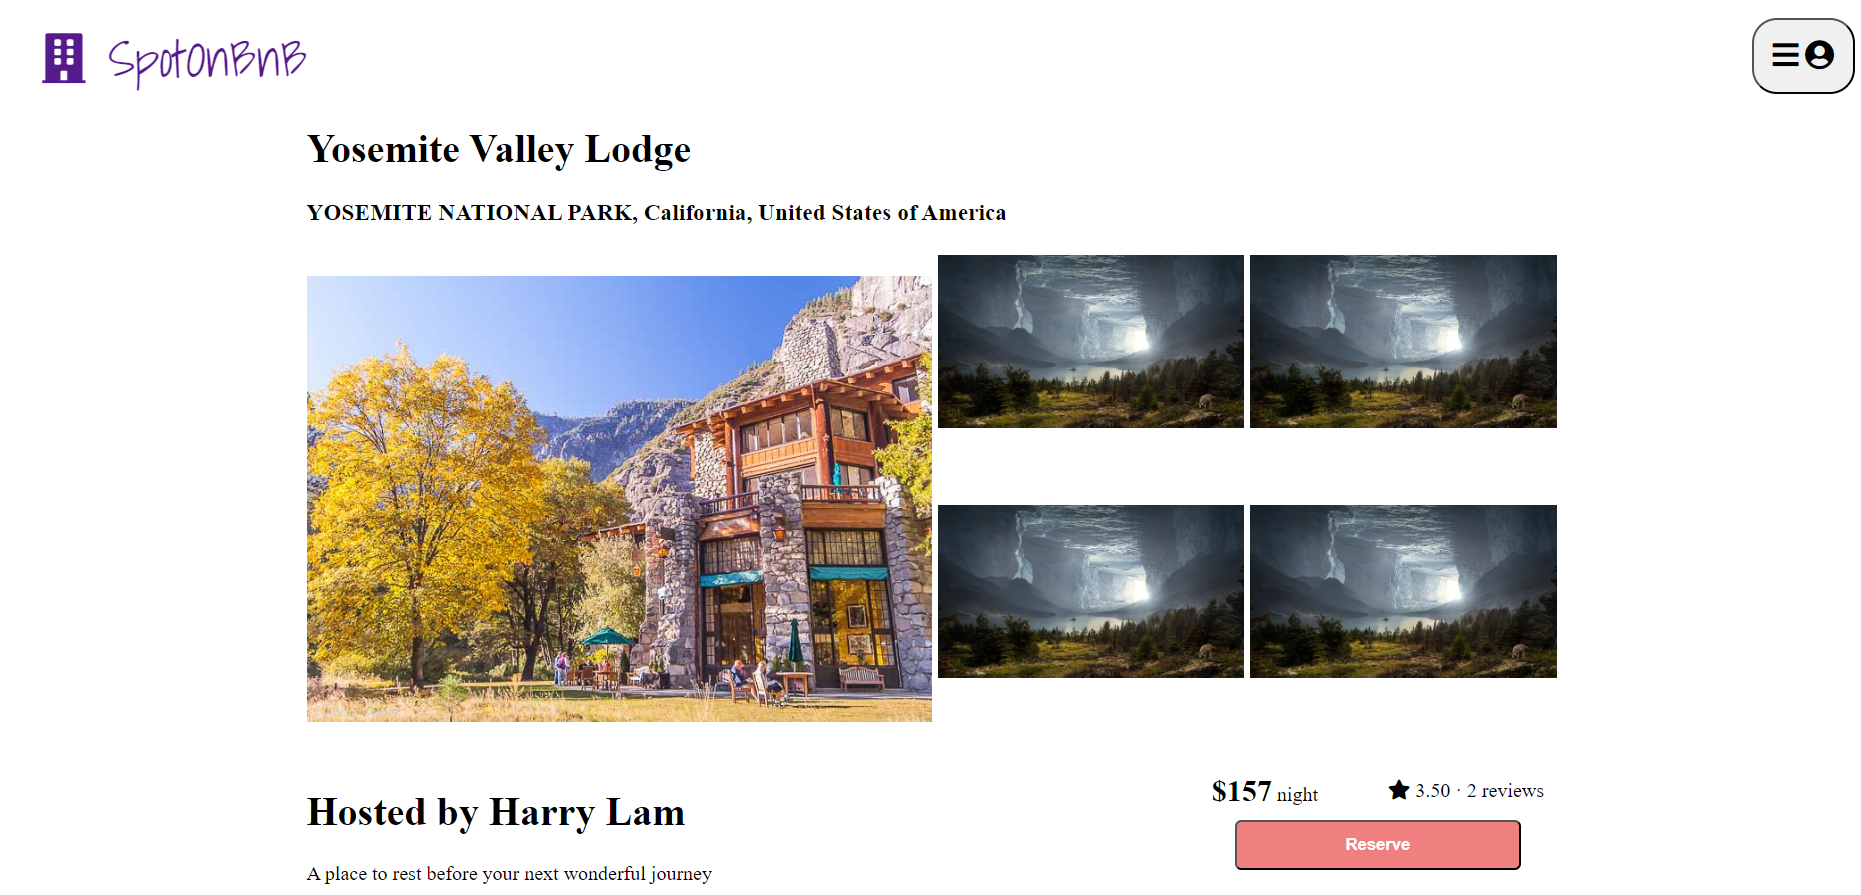 SpotOnBnB
Yosemite Valley Lodge
YOSEMITE NATIONAL PARK, California, United States of America
Hosted by Harry Lam
A place to rest before your next wonderful journey
$157 night
3.50 · 2 reviews
Reserve